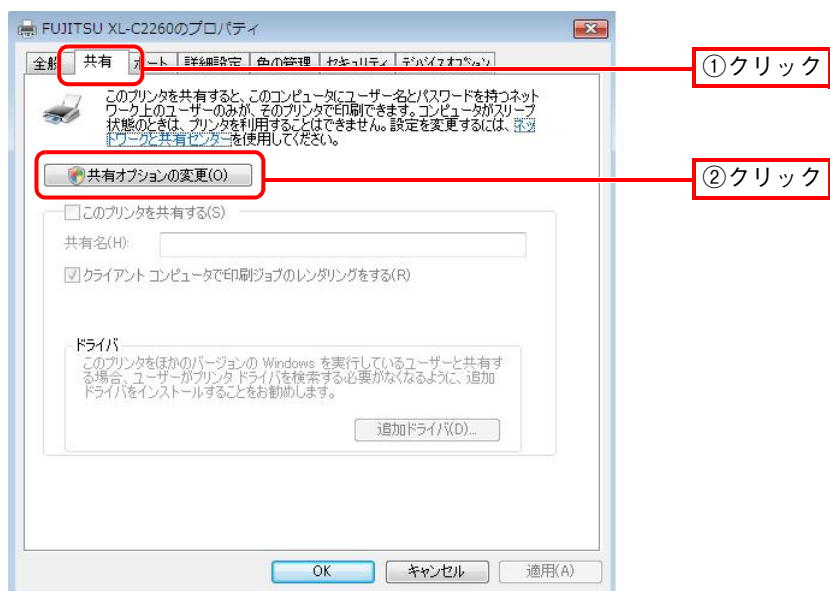 FUJITSU XL-C2260のプロパティ
全般 共有 ポート 詳細設定 色の管理 セキュリティ デバイスオプション
①クリック
このプリンタを共有すると、このコンピュータにユーザー名とパスワードを持つネット
ワーク上のユーザーのみが、そのプリンタで印刷できます。コンピュータがスリープ
状態のときは、プリンタを利用することはできません。設定を変更するには、ネッ
トワークと共有センターを使用してください。
共有オプションの変更(O)
②クリック
このプリンタを共有する(S)
共有名(H):
クライアント コンピュータで印刷ジョブのレンダリングをする(R)
ドライバ
このプリンタをほかのバージョンの Windows を実行しているユーザーと共有す
る場合、ユーザーがプリンタ ドライバを検索する必要がなくなるように、追加
ドライバをインストールすることをお勧めします。
追加ドライバ(D)...
OK キャンセル 適用(A)